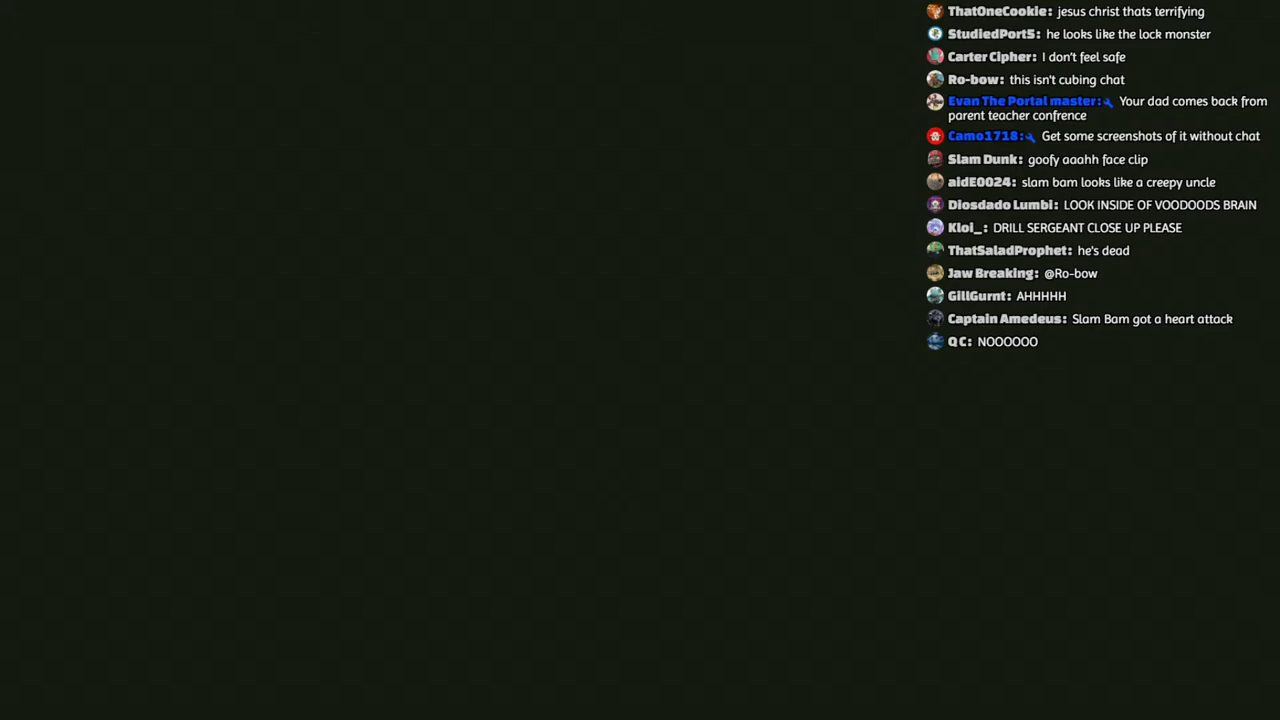 ThatOneCookie: jesus christ thats terrifying
StudiedPort5: he looks like the lock monster
Carter Cipher: I don't feel safe
Ro-bow: this isn't cubing chat
Evan The Portal master: Your dad comes back from
parent teacher confrence
Camo1718: Get some screenshots of it without chat
Slam Dunk: goofy aaahh face clip
aidE0024: slam bam looks like a creepy uncle
Diosdado Lumbi: LOOK INSIDE OF VOODOODS BRAIN
Kloi_: DRILL SERGEANT CLOSE UP PLEASE
ThatSaladProphet: he's dead
Jaw Breaking: @Ro-bow
GillGurnt: AHHHHH
Captain Amedeus: Slam Bam got a heart attack
QC: NOOOOOO